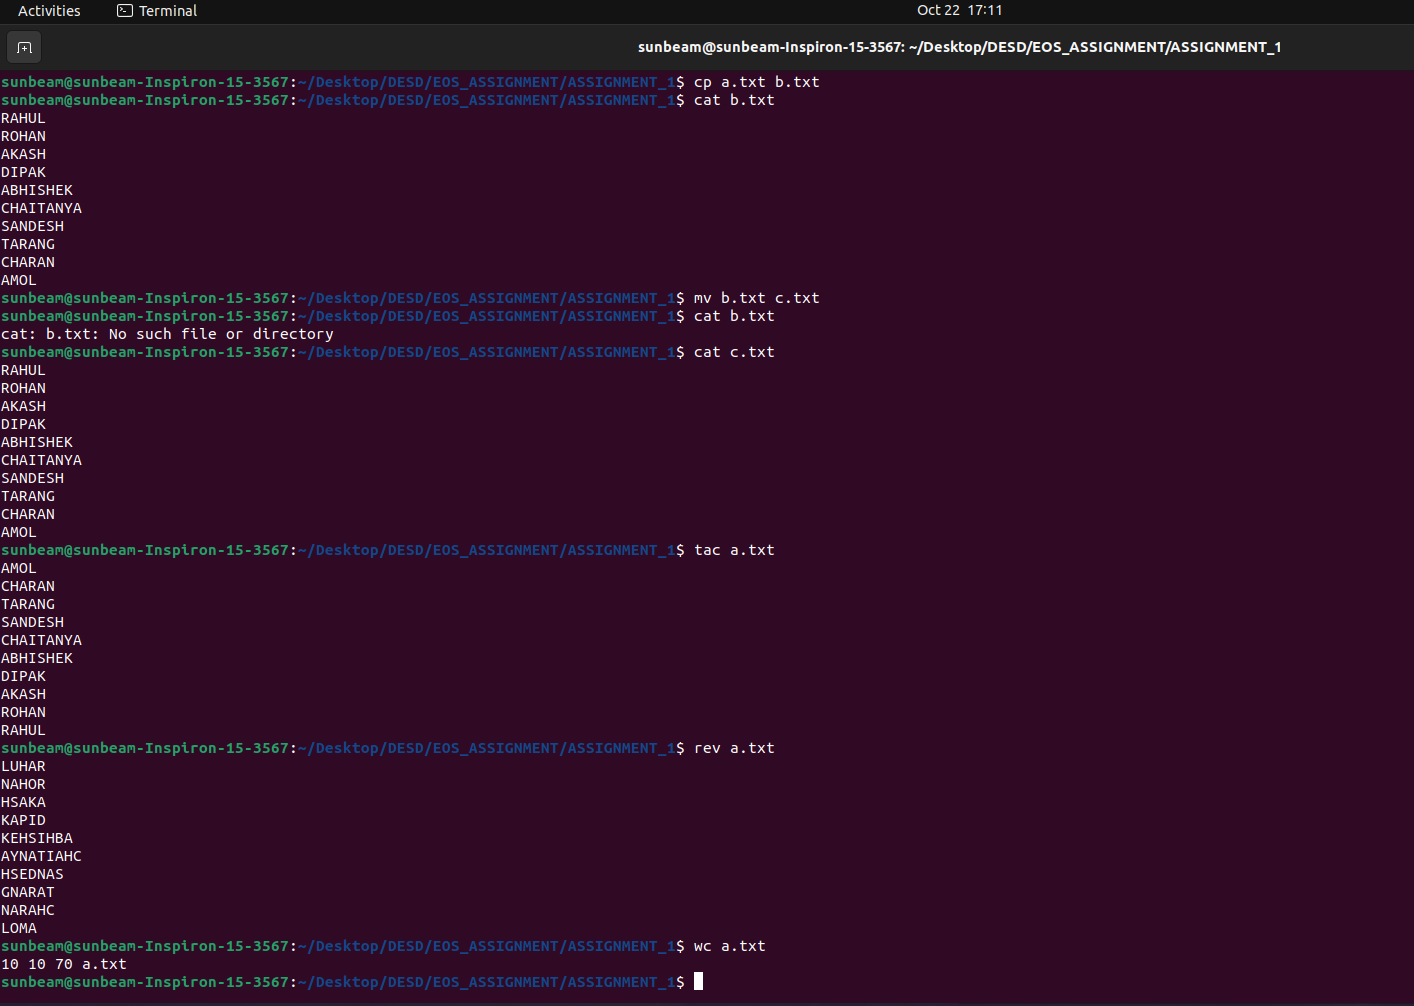 Activities Terminal Oct 22 17:11
sunbeam@sunbeam-Inspiron-15-3567: ~/Desktop/DESD/EOS_ASSIGNMENT/ASSIGNMENT_1
sunbeam@sunbeam-Inspiron-15-3567:~/Desktop/DESD/EOS_ASSIGNMENT/ASSIGNMENT_1$ cp a.txt b.txt
sunbeam@sunbeam-Inspiron-15-3567:~/Desktop/DESD/EOS_ASSIGNMENT/ASSIGNMENT_1$ cat b.txt
RAHUL
ROHAN
AKASH
DIPAK
ABHISHEK
CHAITANYA
SANDESH
TARANG
CHARAN
AMOL
sunbeam@sunbeam-Inspiron-15-3567:~/Desktop/DESD/EOS_ASSIGNMENT/ASSIGNMENT_1$ mv b.txt c.txt
sunbeam@sunbeam-Inspiron-15-3567:~/Desktop/DESD/EOS_ASSIGNMENT/ASSIGNMENT_1$ cat b.txt
cat: b.txt: No such file or directory
sunbeam@sunbeam-Inspiron-15-3567:~/Desktop/DESD/EOS_ASSIGNMENT/ASSIGNMENT_1$ cat c.txt
RAHUL
ROHAN
AKASH
DIPAK
ABHISHEK
CHAITANYA
SANDESH
TARANG
CHARAN
AMOL
sunbeam@sunbeam-Inspiron-15-3567:~/Desktop/DESD/EOS_ASSIGNMENT/ASSIGNMENT_1$ tac a.txt
AMOL
CHARAN
TARANG
SANDESH
CHAITANYA
ABHISHEK
DIPAK
AKASH
ROHAN
RAHUL
sunbeam@sunbeam-Inspiron-15-3567:~/Desktop/DESD/EOS_ASSIGNMENT/ASSIGNMENT_1$ rev a.txt
LUHAR
NAHOR
HSAKA
KAPID
KEHSIHBA
AYNATIAHC
HSEDNAS
GNARAT
NARAHC
LOMA
sunbeam@sunbeam-Inspiron-15-3567:~/Desktop/DESD/EOS_ASSIGNMENT/ASSIGNMENT_1$ wc a.txt
10 10 70 a.txt
sunbeam@sunbeam-Inspiron-15-3567:~/Desktop/DESD/EOS_ASSIGNMENT/ASSIGNMENT_1$